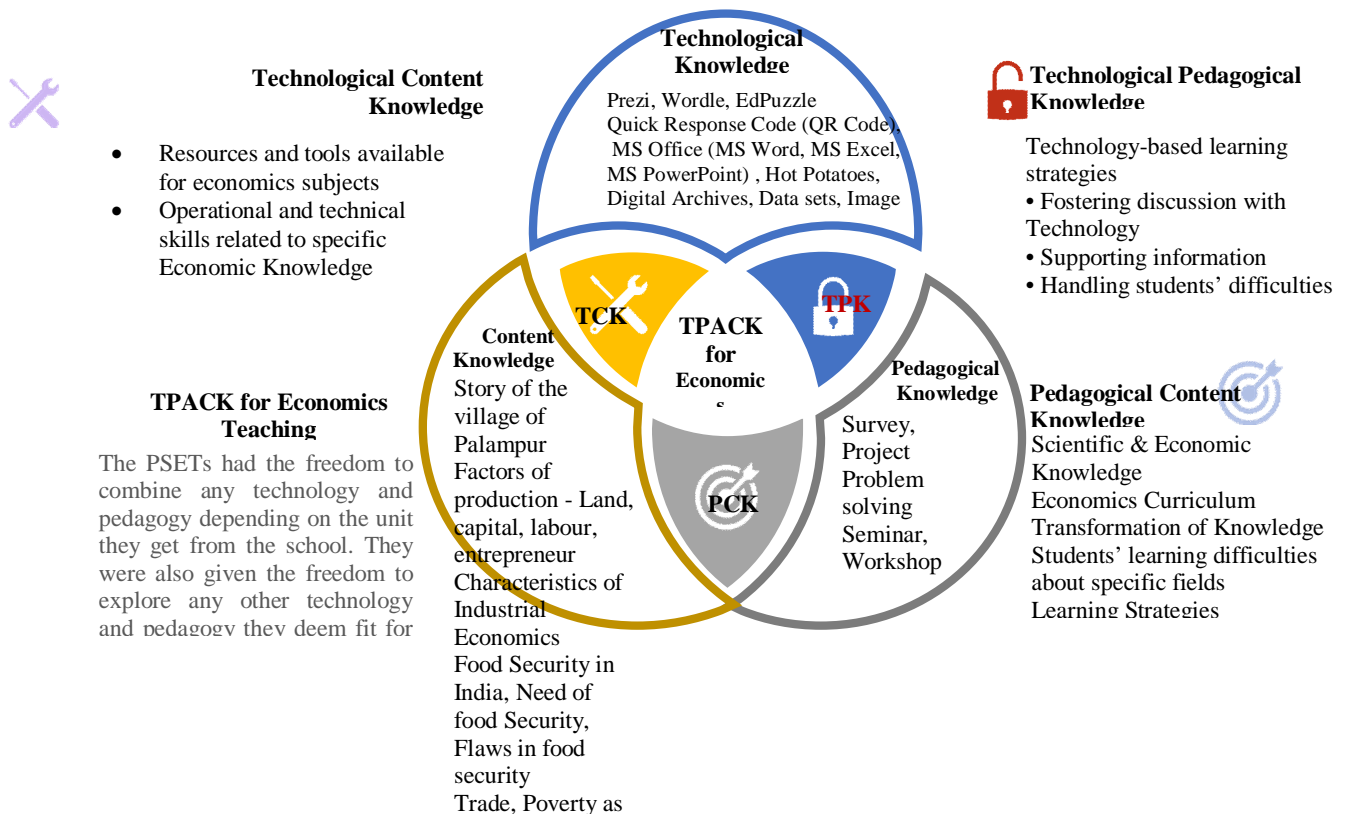 Technological
Knowledge
Prezi, Wordle, EdPuzzle
Quick Response Code (QR Code),
MS Office (MS Word, MS Excel,
MS PowerPoint) , Hot Potatoes,
Digital Archives, Data sets, Image
Technological Content
Knowledge
• Resources and tools available
for economics subjects
• Operational and technical
skills related to specific
Economic Knowledge
Technological Pedagogical
Knowledge
Technology-based learning
strategies
• Fostering discussion with
Technology
• Supporting information
• Handling students’ difficulties
TCK
TPK
TPACK
for
Economic
s
PCK
Content
Knowledge
Story of the
village of
Palampur
Factors of
production - Land,
capital, labour,
entrepreneur
Characteristics of
Industrial
Economics
Food Security in
India, Need of
food Security,
Flaws in food
security
Trade, Poverty as
Pedagogical
Knowledge
Survey,
Project
Problem
solving
Seminar,
Workshop
TPACK for Economics
Teaching
The PSETs had the freedom to
combine any technology and
pedagogy depending on the unit
they get from the school. They
were also given the freedom to
explore any other technology
and pedagogy they deem fit for
Pedagogical Content
Knowledge
Scientific & Economic
Knowledge
Economics Curriculum
Transformation of Knowledge
Students’ learning difficulties
about specific fields
Learning Strategies